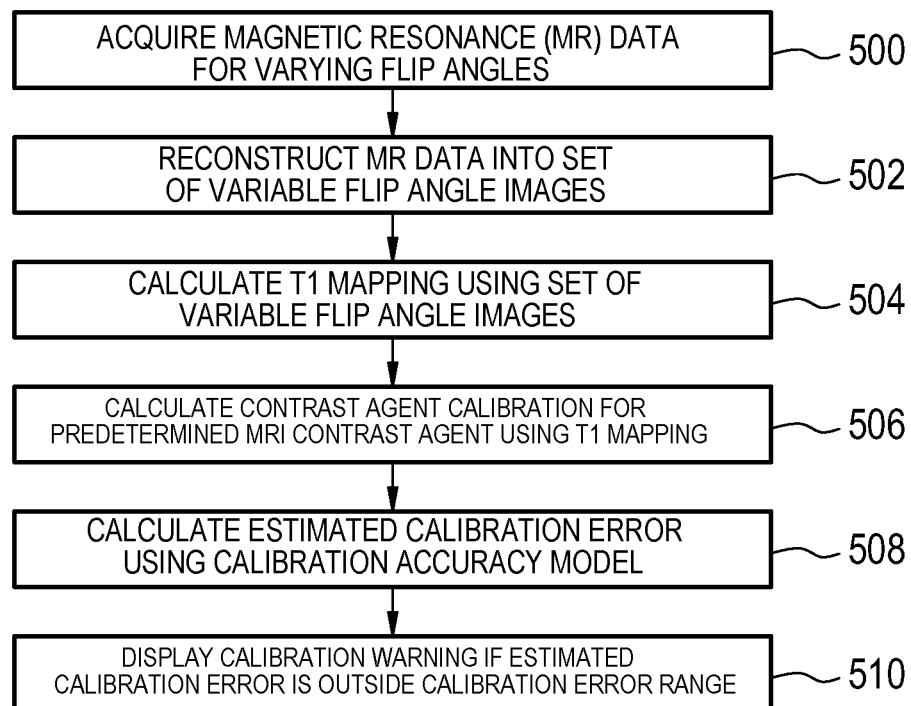 ACQUIRE MAGNETIC RESONANCE (MR) DATA
FOR VARYING FLIP ANGLES
500
RECONSTRUCT MR DATA INTO SET
OF VARIABLE FLIP ANGLE IMAGES
502
CALCULATE T1 MAPPING USING SET OF
VARIABLE FLIP ANGLE IMAGES
504
CALCULATE CONTRAST AGENT CALIBRATION FOR
PREDETERMINED MRI CONTRAST AGENT USING T1 MAPPING
506
CALCULATE ESTIMATED CALIBRATION ERROR
USING CALIBRATION ACCURACY MODEL
508
DISPLAY CALIBRATION WARNING IF ESTIMATED
CALIBRATION ERROR IS OUTSIDE CALIBRATION ERROR RANGE
510